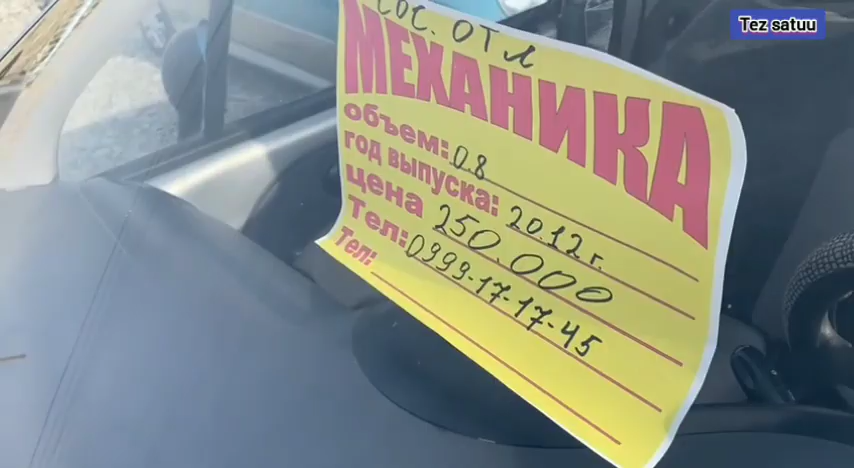 Tez satuu
СОС. ОТЛ
МЕХАНИКА
объем: 0.8
год выпуска: 2012 г.
цена 250.000
Тел: 0999-17-17-45
Тел: